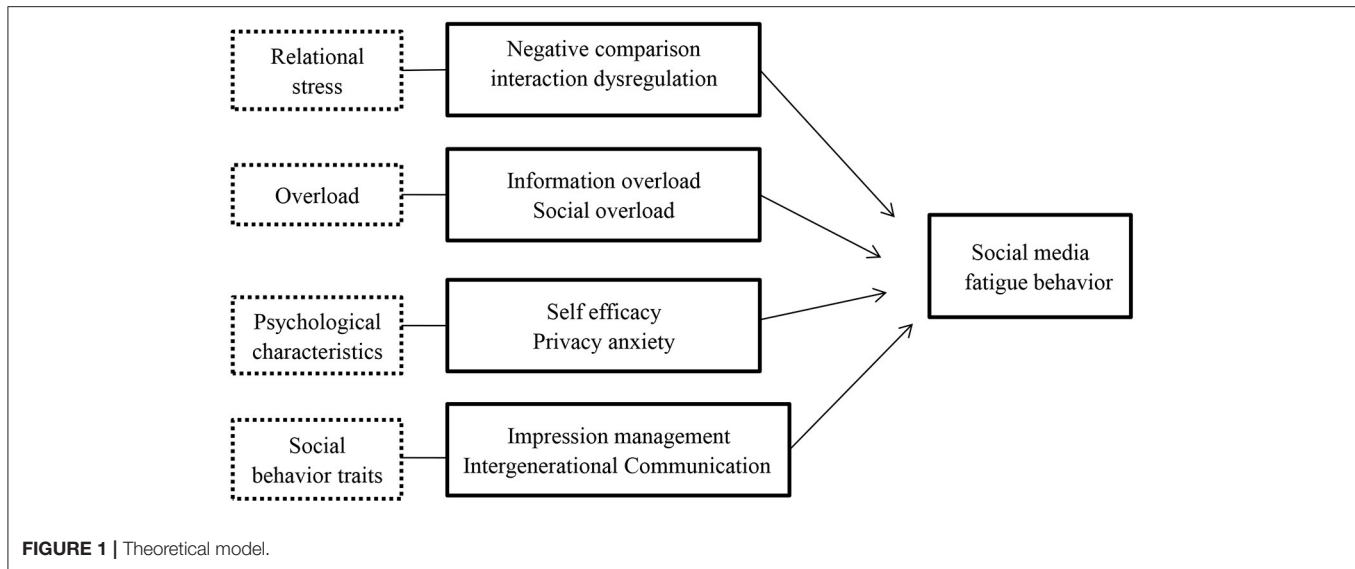 Relational
stress
Negative comparison
interaction dysregulation
Overload
Information overload
Social overload
Psychological
characteristics
Self efficacy
Privacy anxiety
Social
behavior traits
Impression management
Intergenerational Communication
Social media
fatigue behavior
FIGURE 1 | Theoretical model.